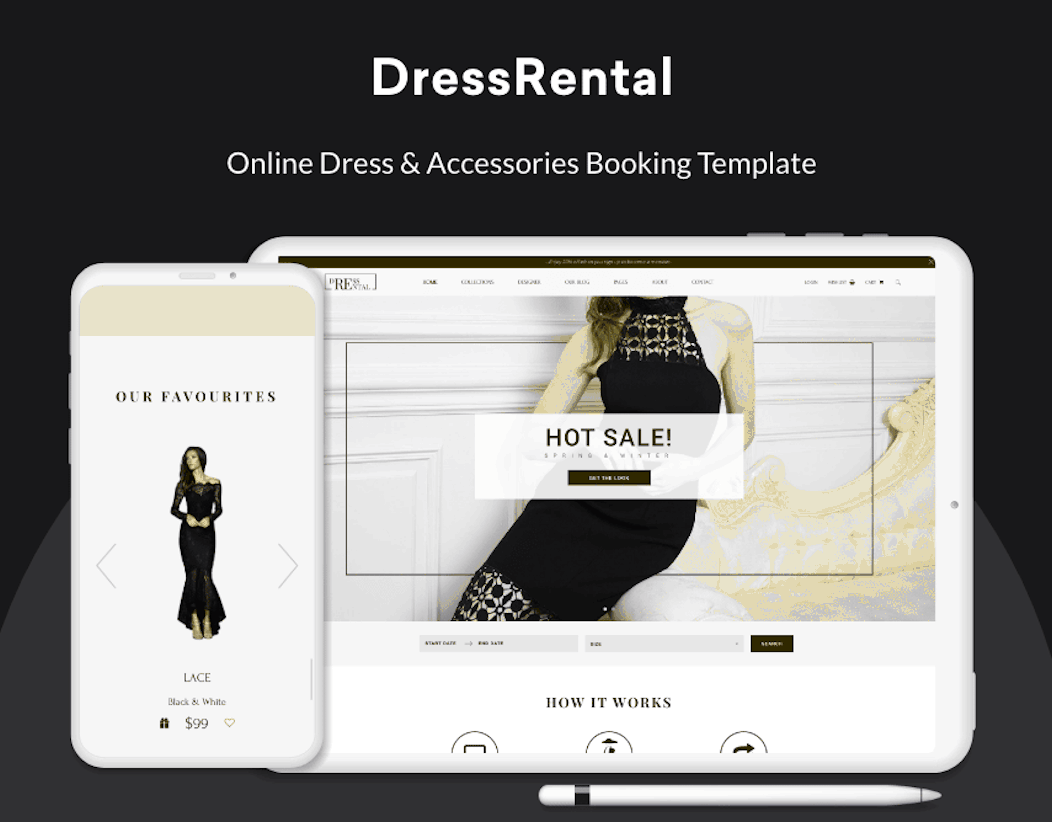 DressRental
Online Dress & Accessories Booking Template
DRESS
RENTAL
HOME COLLECTIONS DESIGNER OUR BLOG PAGES ABOUT CONTACT
LOGIN WISH LIST CART
OUR FAVOURITES
LACE
Black & White
$99
HOT SALE!
SPRING & WINTER
GET THE LOOK
START DATE END DATE SIZE SEARCH
HOW IT WORKS